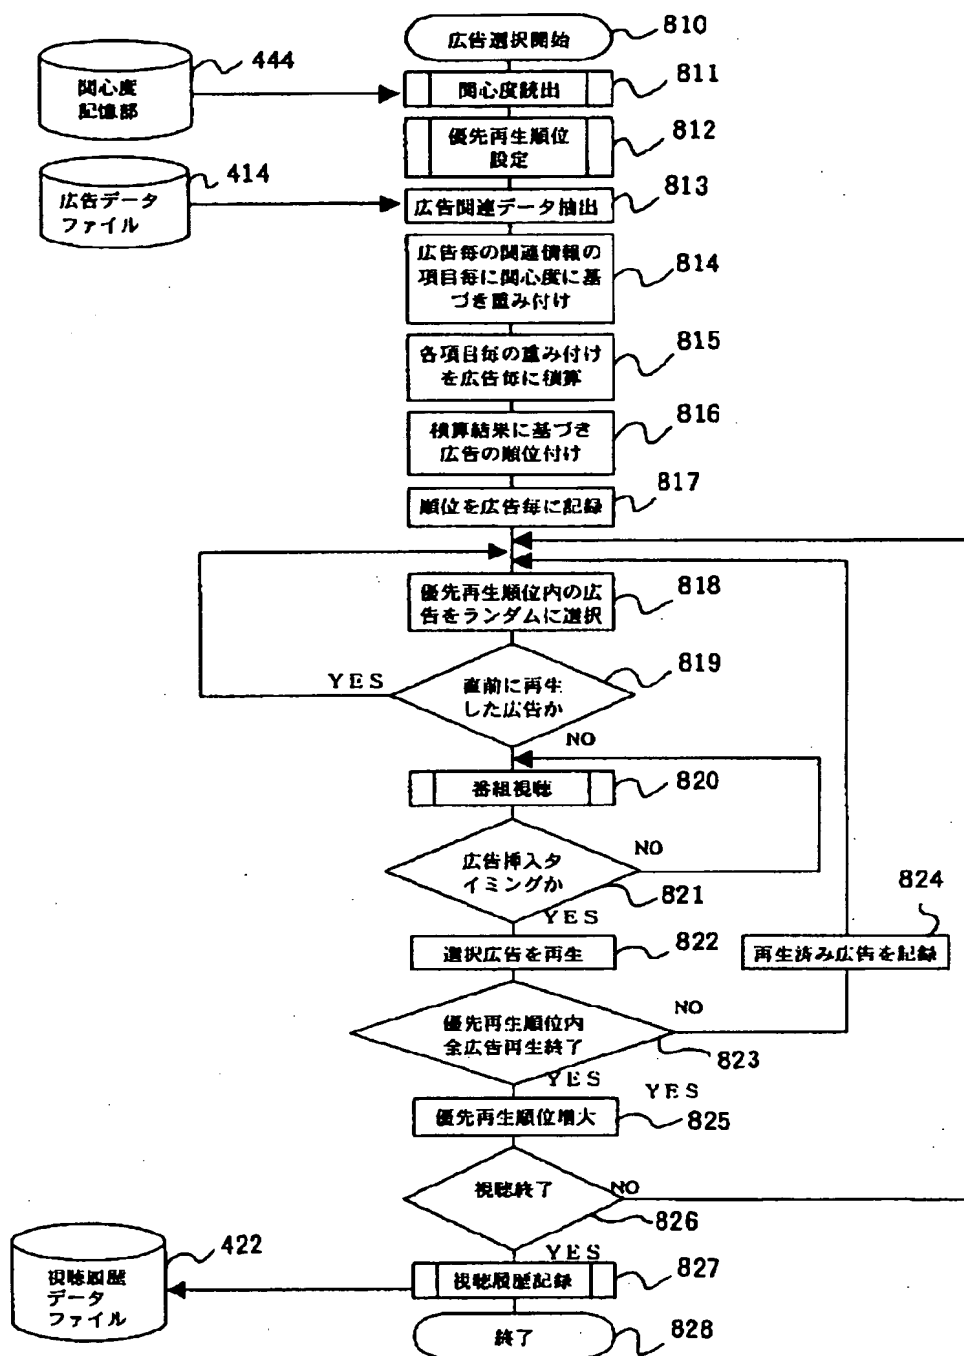 広告選択開始
810
関心度
記憶部
444
関心度読出
811
優先再生順位
設定
812
広告データ
ファイル
414
広告関連データ抽出
813
広告毎の関連情報の
項目毎に関心度に基
づき重み付け
814
各項目毎の重み付け
を広告毎に積算
815
積算結果に基づき
広告の順位付け
816
順位を広告毎に記録
817
優先再生順位内の広
告をランダムに選択
818
直前に再生
した広告か
819
YES
NO
番組視聴
820
広告挿入タ
イミングか
821
NO
YES
選択広告を再生
822
再生済み広告を記録
824
優先再生順位内
全広告再生終了
823
NO
YES
YES
優先再生順位増大
825
視聴終了
826
NO
YES
視聴履歴記録
827
視聴履歴
データ
ファイル
422
終了
828